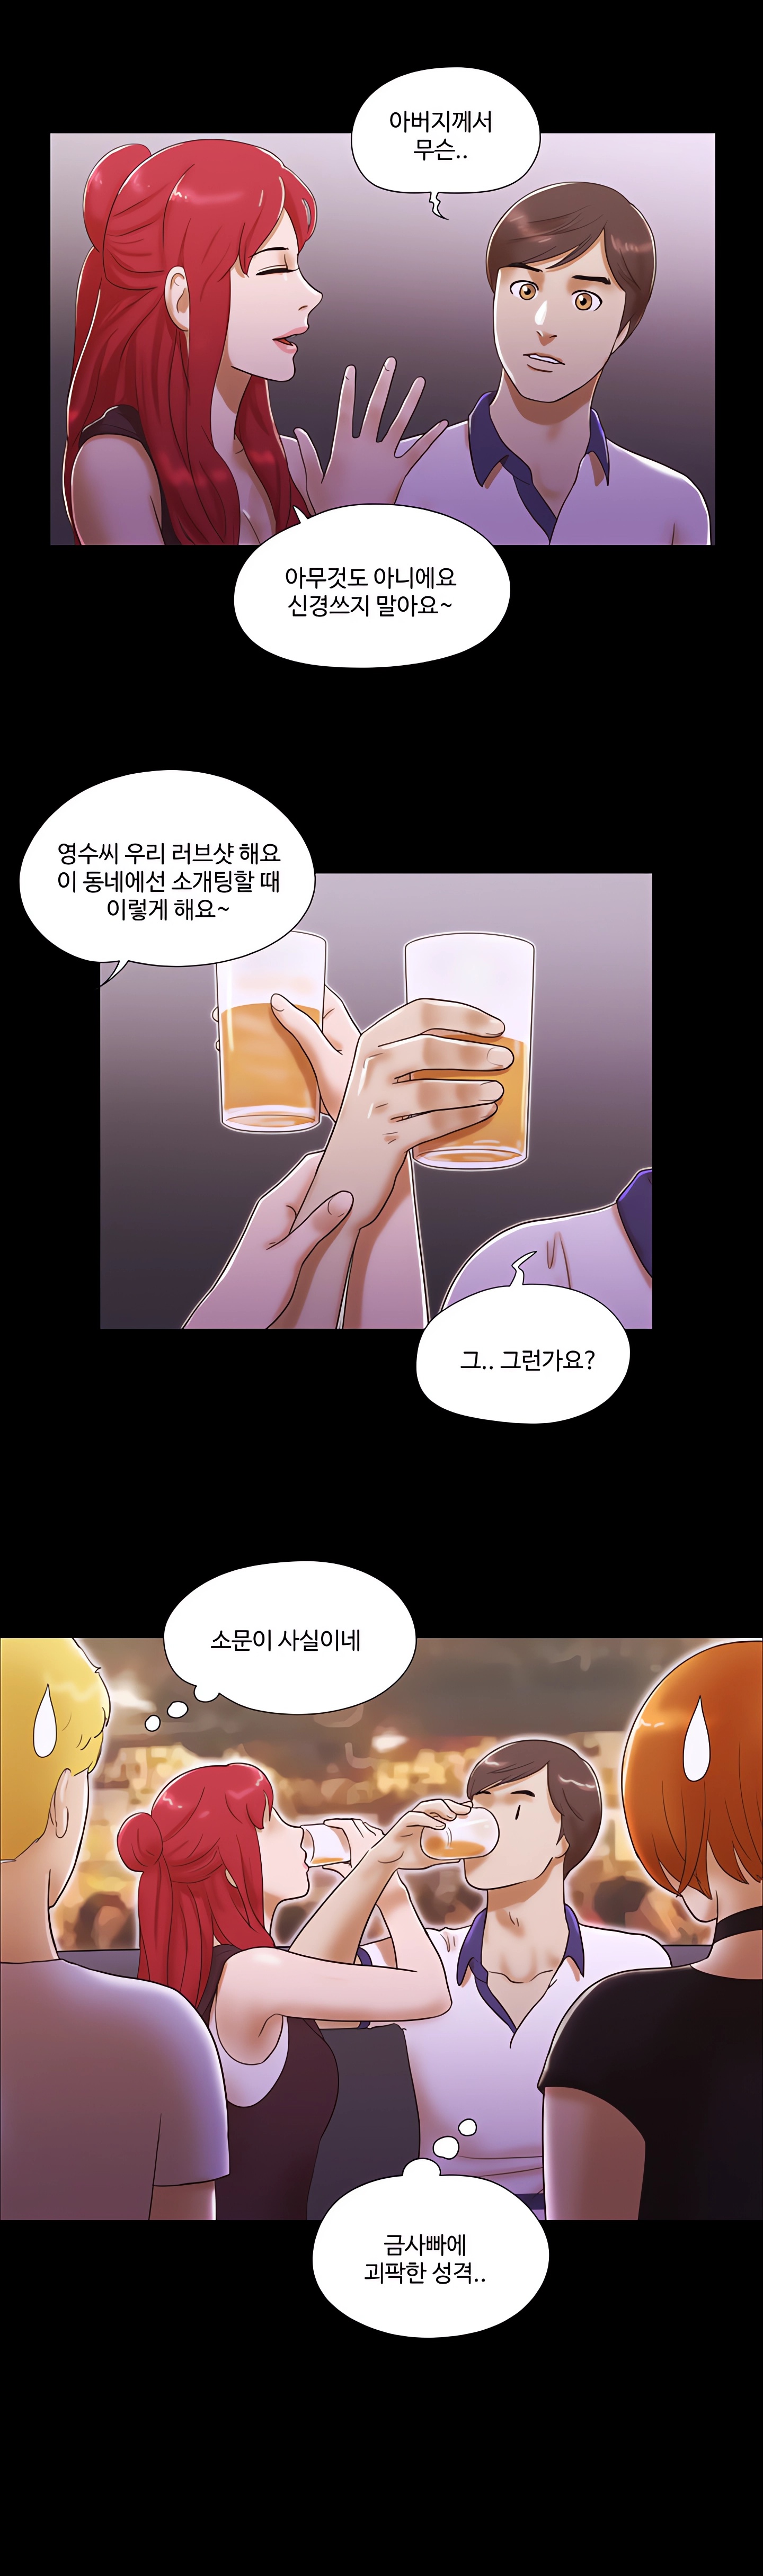 아버지께서
무슨..
아무것도 아니에요
신경쓰지 말아요~
영수씨 우리 러브샷 해요
이 동네에선 소개팅할 때
이렇게 해요~
그.. 그런가요?
소문이 사실이네
금사빠에
괴팍한 성격..